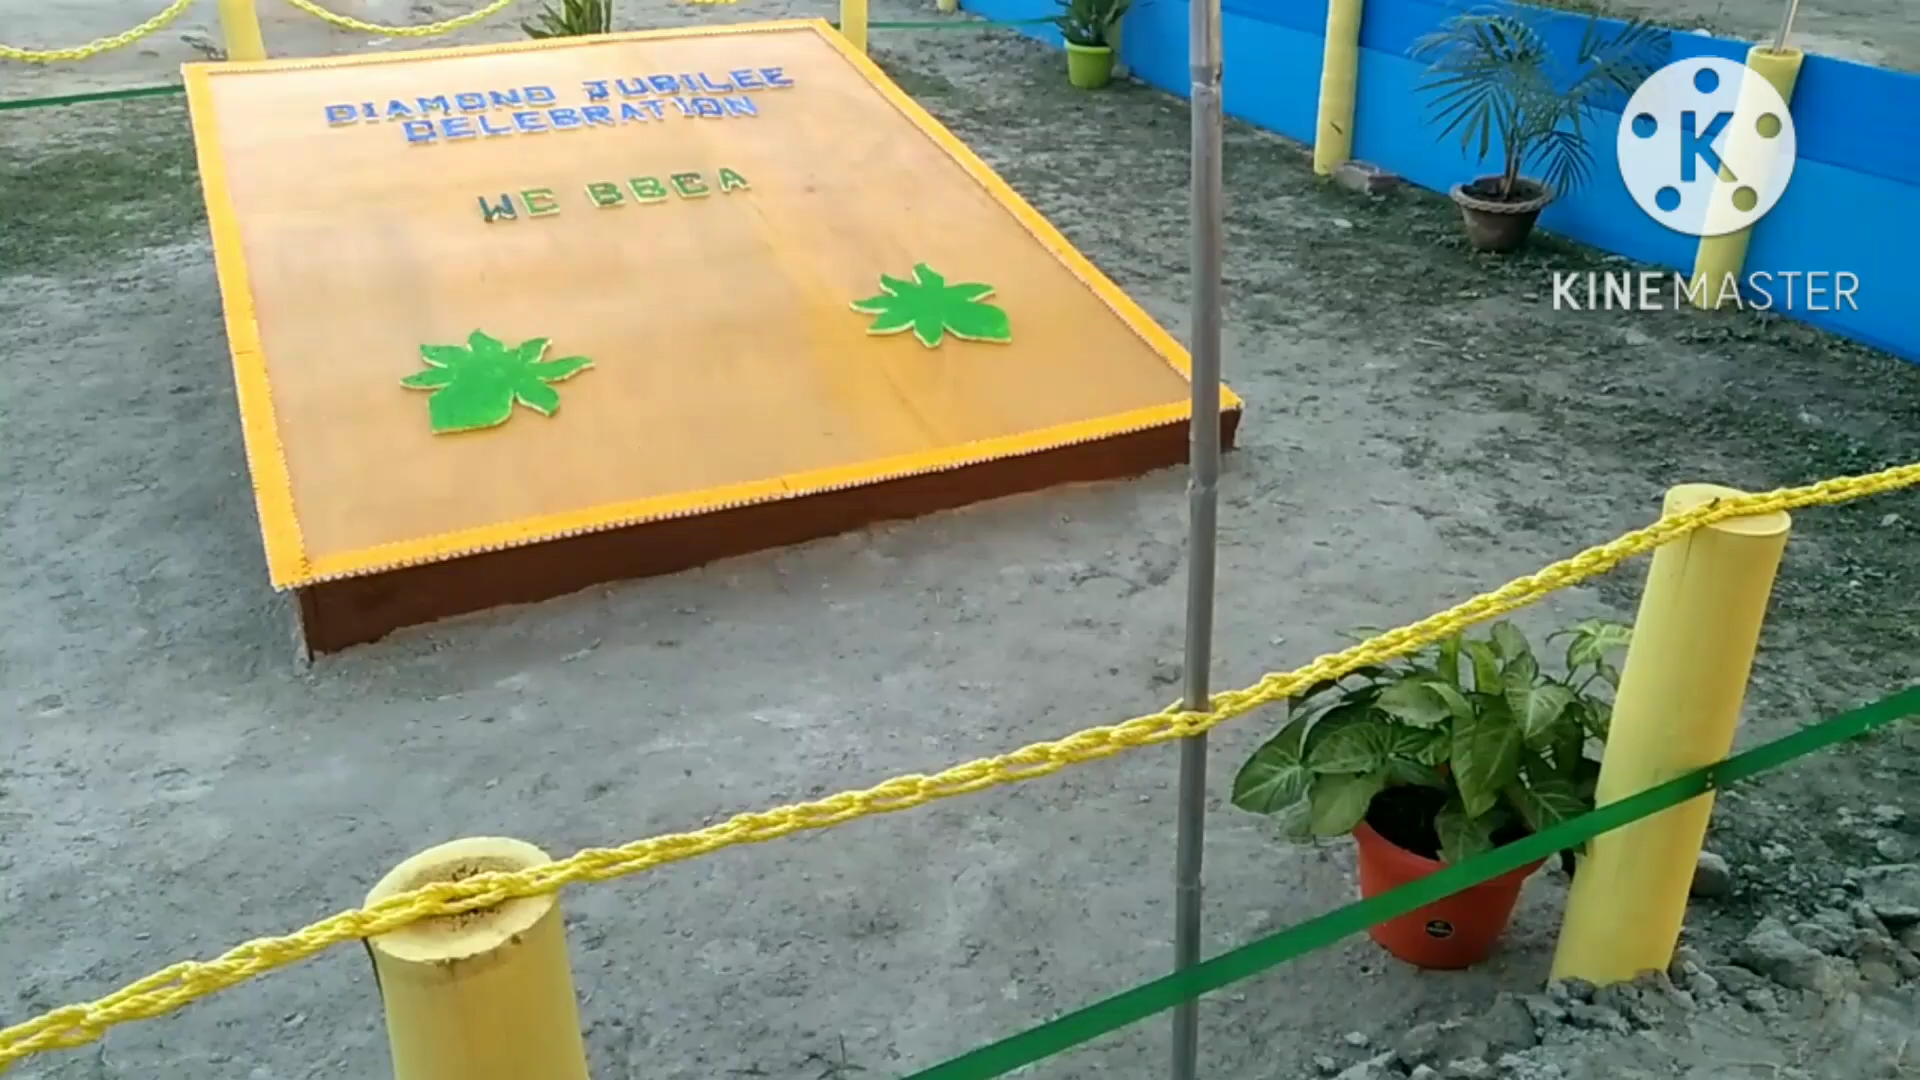 DIAMOND JUBILEE
CELEBRATION
WC BBCA
K
KINEMASTER